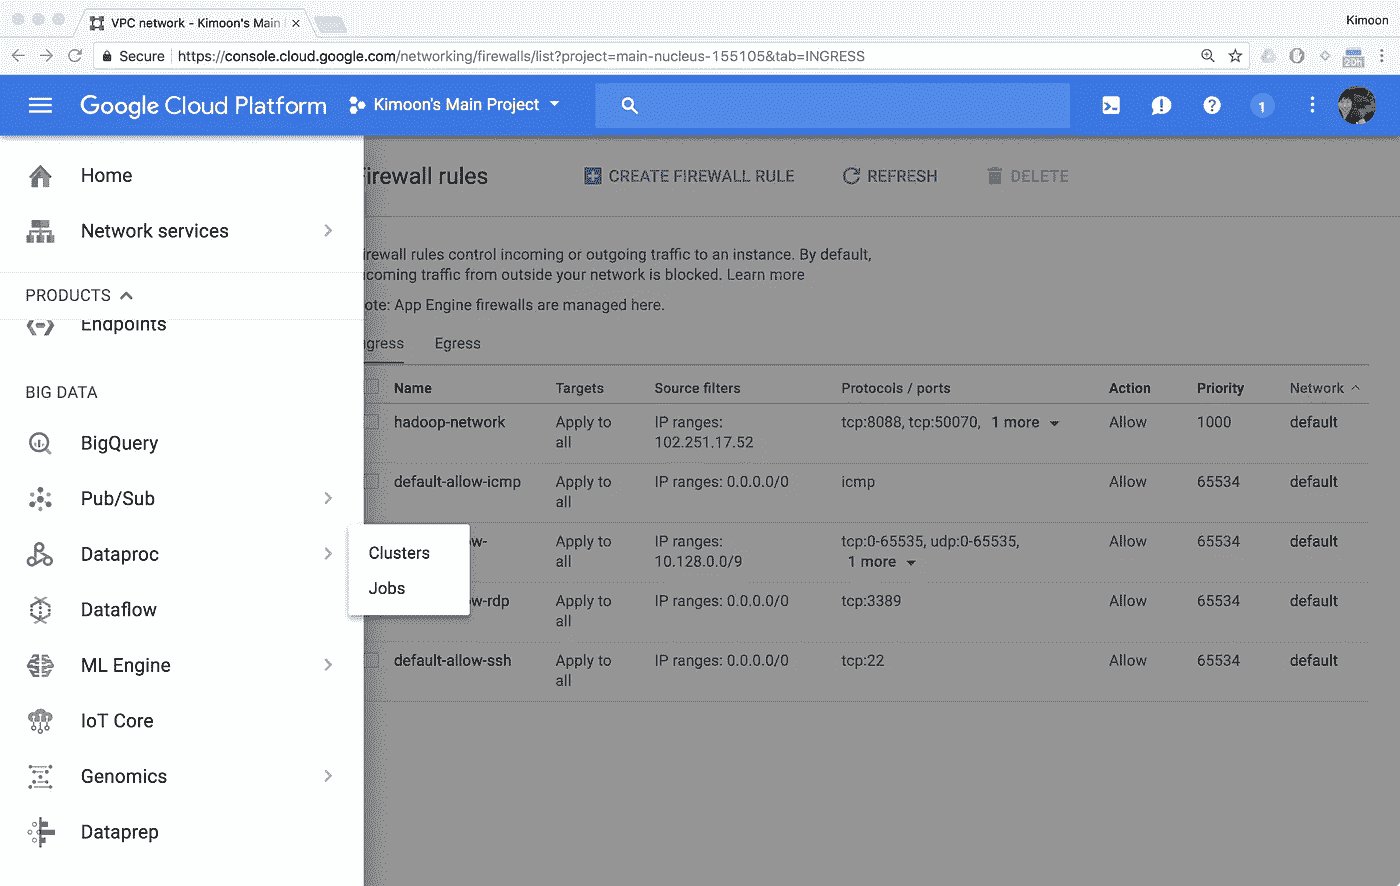 VPC network - Kimoon's Main
Kimoon
Secure
https://console.cloud.google.com/networking/firewalls/list?project=main-nucleus-155105&tab=INGRESS
20h
Google Cloud Platform
Kimoon's Main Project
1
Home
Network services
PRODUCTS
Endpoints
BIG DATA
BigQuery
Pub/Sub
Dataproc
Dataflow
ML Engine
IoT Core
Genomics
Dataprep
Clusters
Jobs
irewall rules
CREATE FIREWALL RULE
REFRESH
DELETE
irewall rules control incoming or outgoing traffic to an instance. By default,
coming traffic from outside your network is blocked. Learn more
ote: App Engine firewalls are managed here.
gress
Egress
Name Targets Source filters Protocols / ports Action Priority Network
hadoop-network Apply to IP ranges: tcp:8088, tcp:50070, 1 more Allow 1000 default
all 102.251.17.52
default-allow-icmp Apply to IP ranges: 0.0.0.0/0 icmp Allow 65534 default
all
w- Apply to IP ranges: tcp:0-65535, udp:0-65535, Allow 65534 default
all 10.128.0.0/9 1 more
w-rdp Apply to IP ranges: 0.0.0.0/0 tcp:3389 Allow 65534 default
all
default-allow-ssh Apply to IP ranges: 0.0.0.0/0 tcp:22 Allow 65534 default
all